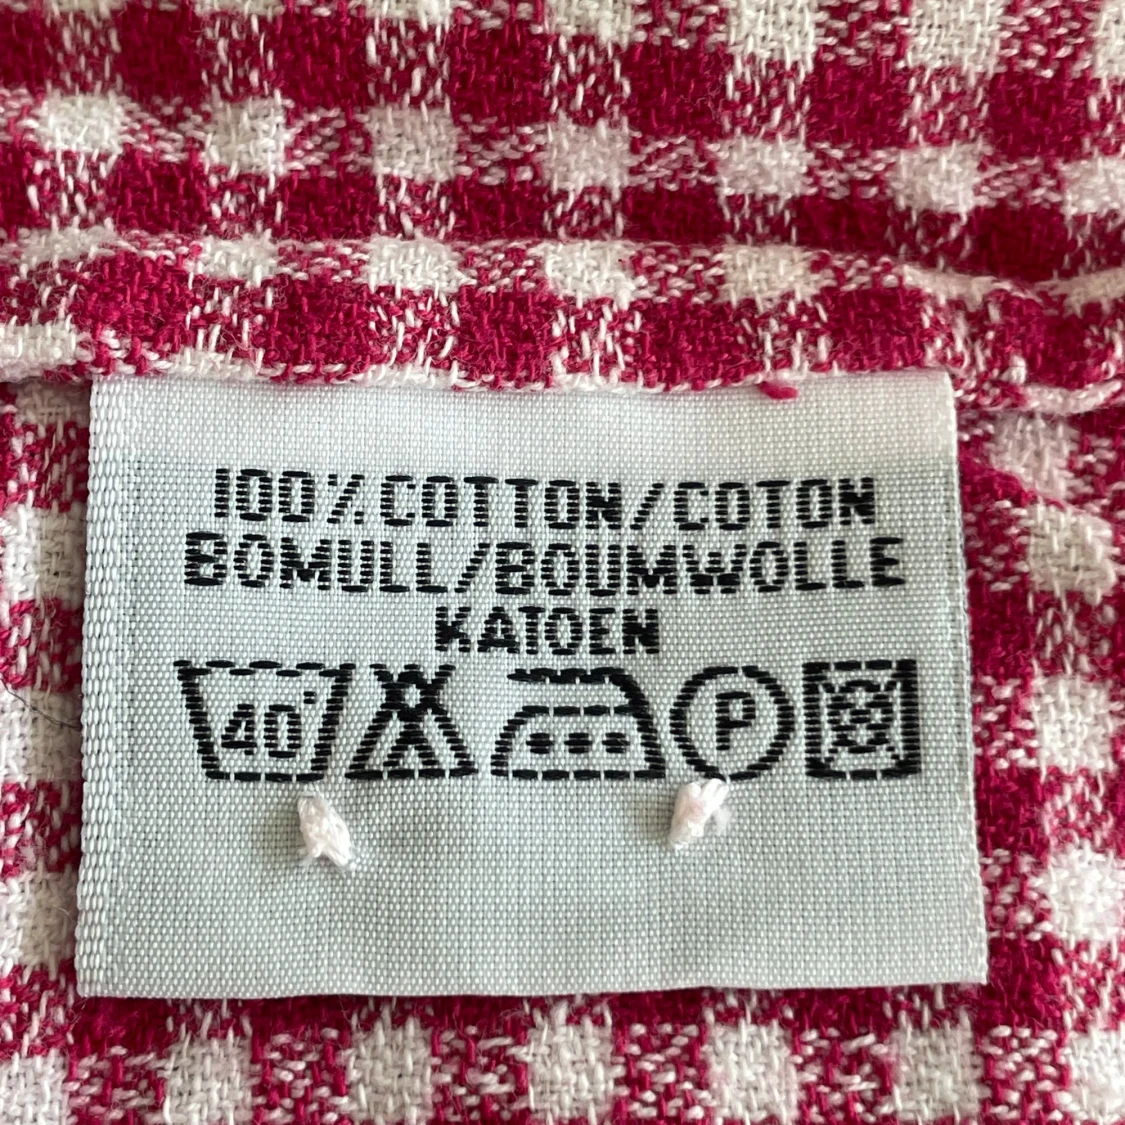 100% COTTON/COTON
BOMULL/BOUMWOLLE
KATOEN
40° P